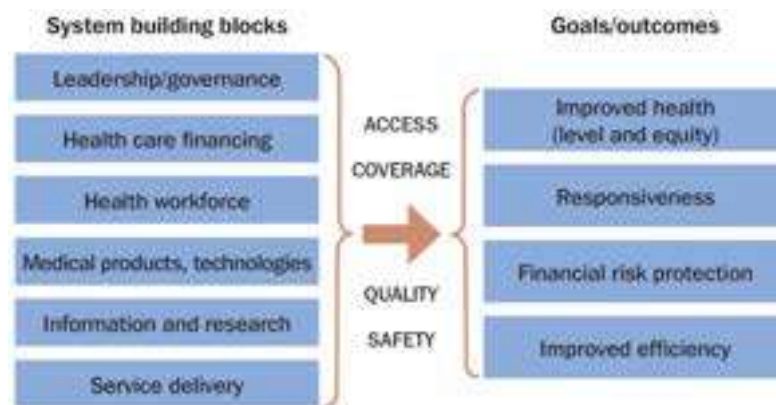 System building blocks
Leadership/governance
Health care financing
Health workforce
Medical products, technologies
Information and research
Service delivery
ACCESS
COVERAGE
QUALITY
SAFETY
Goals/outcomes
Improved health
(level and equity)
Responsiveness
Financial risk protection
Improved efficiency